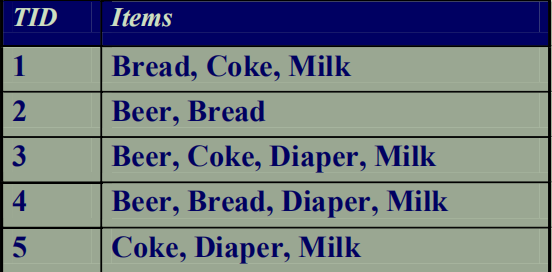 TID Items
1 Bread, Coke, Milk
2 Beer, Bread
3 Beer, Coke, Diaper, Milk
4 Beer, Bread, Diaper, Milk
5 Coke, Diaper, Milk